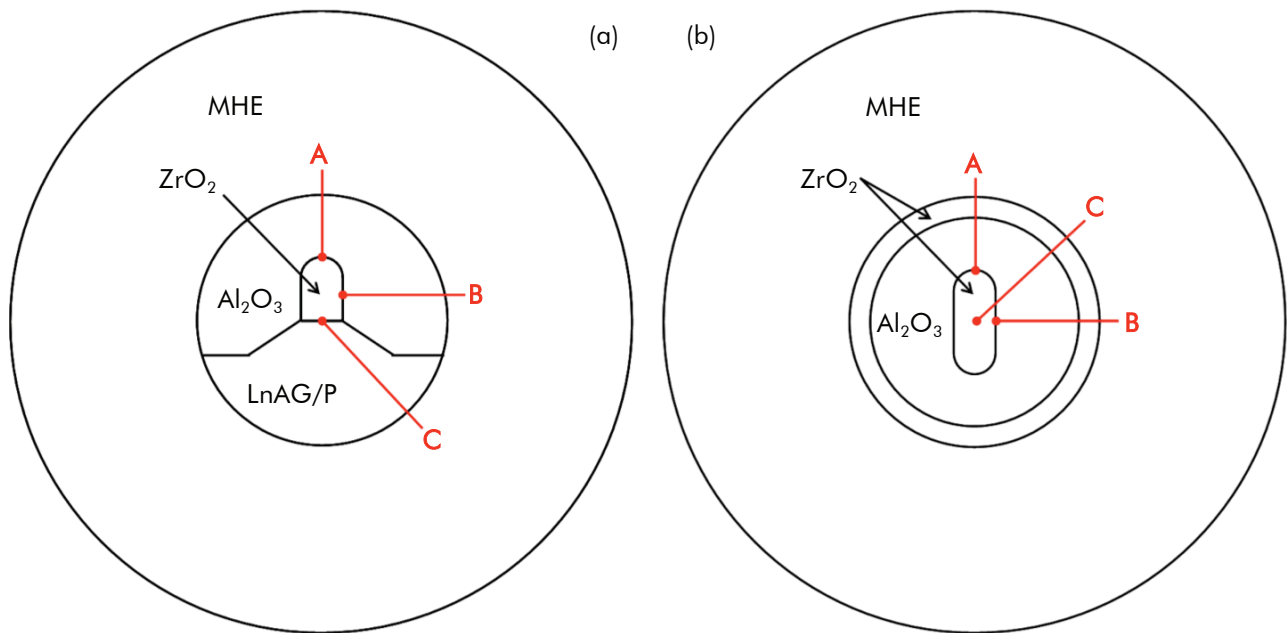 (a)
MHE
A
ZrO₂
Al₂O₃
B
LnAG/P
C
(b)
MHE
A
ZrO₂
C
Al₂O₃
B